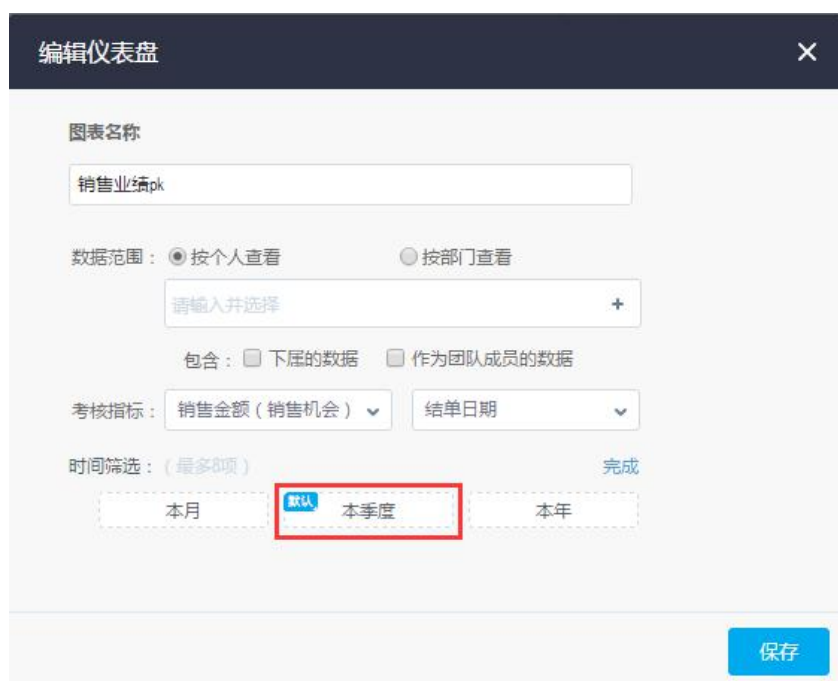 编辑仪表盘
图表名称
销售业绩pk
数据范围： 按个人查看 按部门查看
请输入并选择
包含： 下属的数据 作为团队成员的数据
考核指标： 销售金额（销售机会） 结单日期
时间筛选：（最多8项） 完成
本月 默认 本季度 本年
保存